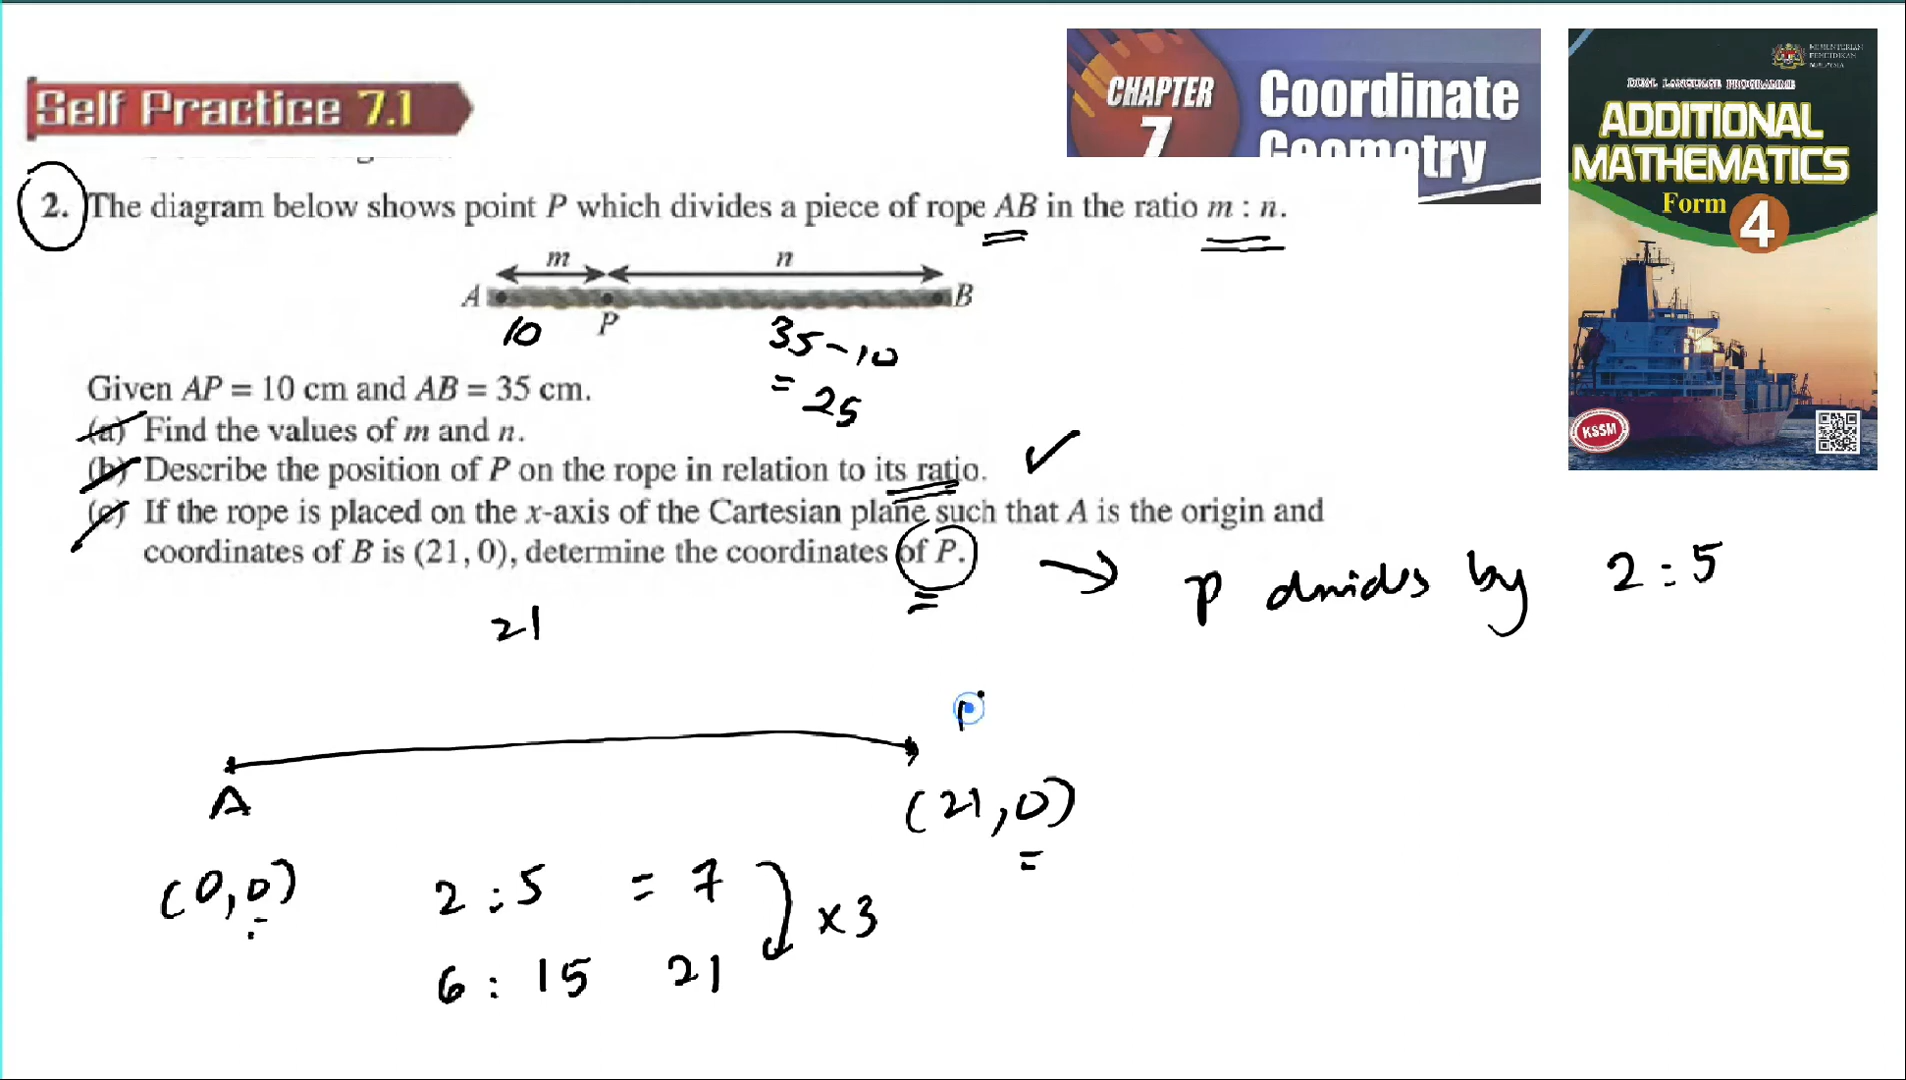 Self Practice 7.1
CHAPTER
7
Coordinate
Geometry
KEMENTERIAN
PENDIDIKAN
MALAYSIA
DUAL LANGUAGE PROGRAMME
ADDITIONAL
MATHEMATICS
Form 4
KSSM
2. The diagram below shows point P which divides a piece of rope AB in the ratio m : n.
m n
A B
P
10
35 - 10
= 25
Given AP = 10 cm and AB = 35 cm.
(a) Find the values of m and n.
(b) Describe the position of P on the rope in relation to its ratio.
(c) If the rope is placed on the x-axis of the Cartesian plane such that A is the origin and
coordinates of B is (21, 0), determine the coordinates of P.
→ P divides by 2 : 5
21
A
(21, 0)
(0, 0)
2 : 5 = 7
x 3
6 : 15 21